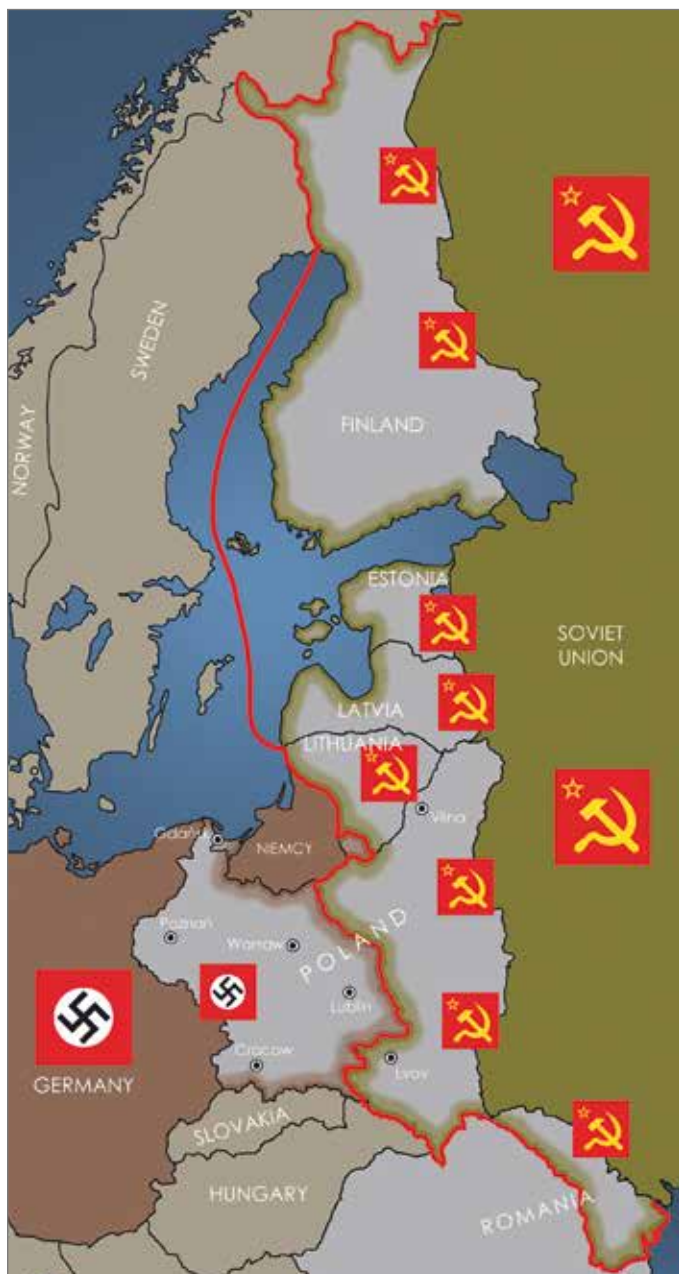 SWEDEN
NORWAY
FINLAND
ESTONIA
SOVIET
UNION
LATVIA
LITHUANIA
Vilna
Gdańsk
NIEMCY
Poznań
Warsaw
POLAND
Lublin
GERMANY
Cracow
Lvov
SLOVAKIA
HUNGARY
ROMANIA